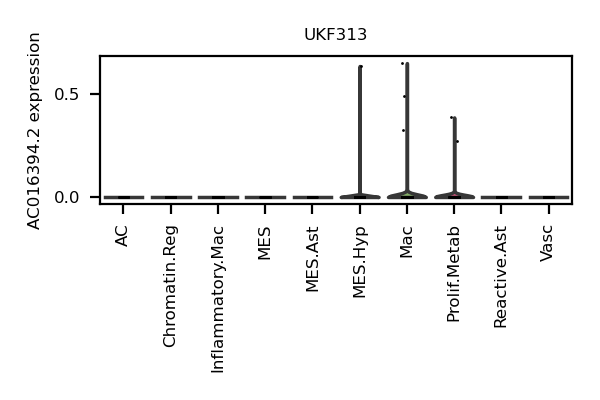 UKF313
AC016394.2 expression
0.5
0.0
AC
Chromatin.Reg
Inflammatory.Mac
MES
MES.Ast
MES.Hyp
Mac
Prolif.Metab
Reactive.Ast
Vasc